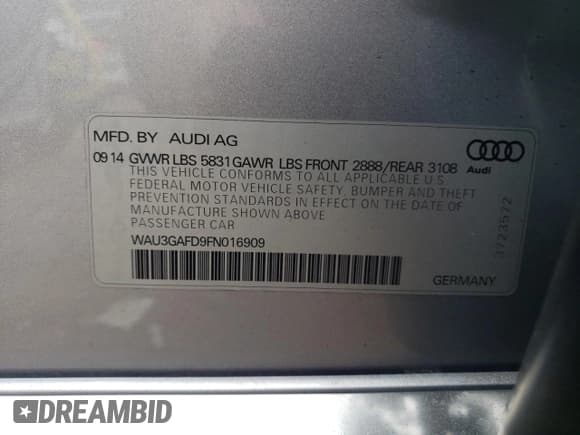 MFD. BY AUDI AG
09 14 GVWR LBS 5831 GAWR LBS FRONT 2888/REAR 3108
Audi
THIS VEHICLE CONFORMS TO ALL APPLICABLE U.S
FEDERAL MOTOR VEHICLE SAFETY, BUMPER AND THEFT
PREVENTION STANDARDS IN EFFECT ON THE DATE
OF MANUFACTURE SHOWN ABOVE
PASSENGER CAR
WAU3GAFD9FN016909
GERMANY
3723572
DREAMBID